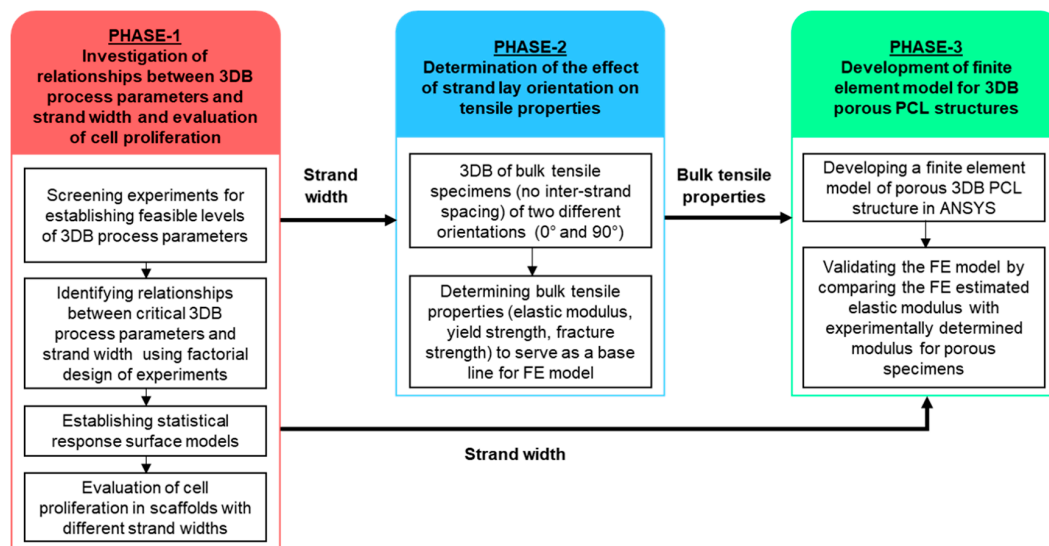 PHASE-1
Investigation of
relationships between 3DB
process parameters and
strand width and evaluation
of cell proliferation
Screening experiments for
establishing feasible levels
of 3DB process parameters
Identifying relationships
between critical 3DB
process parameters and
strand width using factorial
design of experiments
Establishing statistical
response surface models
Evaluation of cell
proliferation in scaffolds with
different strand widths
Strand
width
PHASE-2
Determination of the effect
of strand lay orientation on
tensile properties
3DB of bulk tensile
specimens (no inter-strand
spacing) of two different
orientations (0° and 90°)
Determining bulk tensile
properties (elastic modulus,
yield strength, fracture
strength) to serve as a base
line for FE model
Bulk tensile
properties
PHASE-3
Development of finite
element model for 3DB
porous PCL structures
Developing a finite element
model of porous 3DB PCL
structure in ANSYS
Validating the FE model by
comparing the FE estimated
elastic modulus with
experimentally determined
modulus for porous
specimens
Strand width